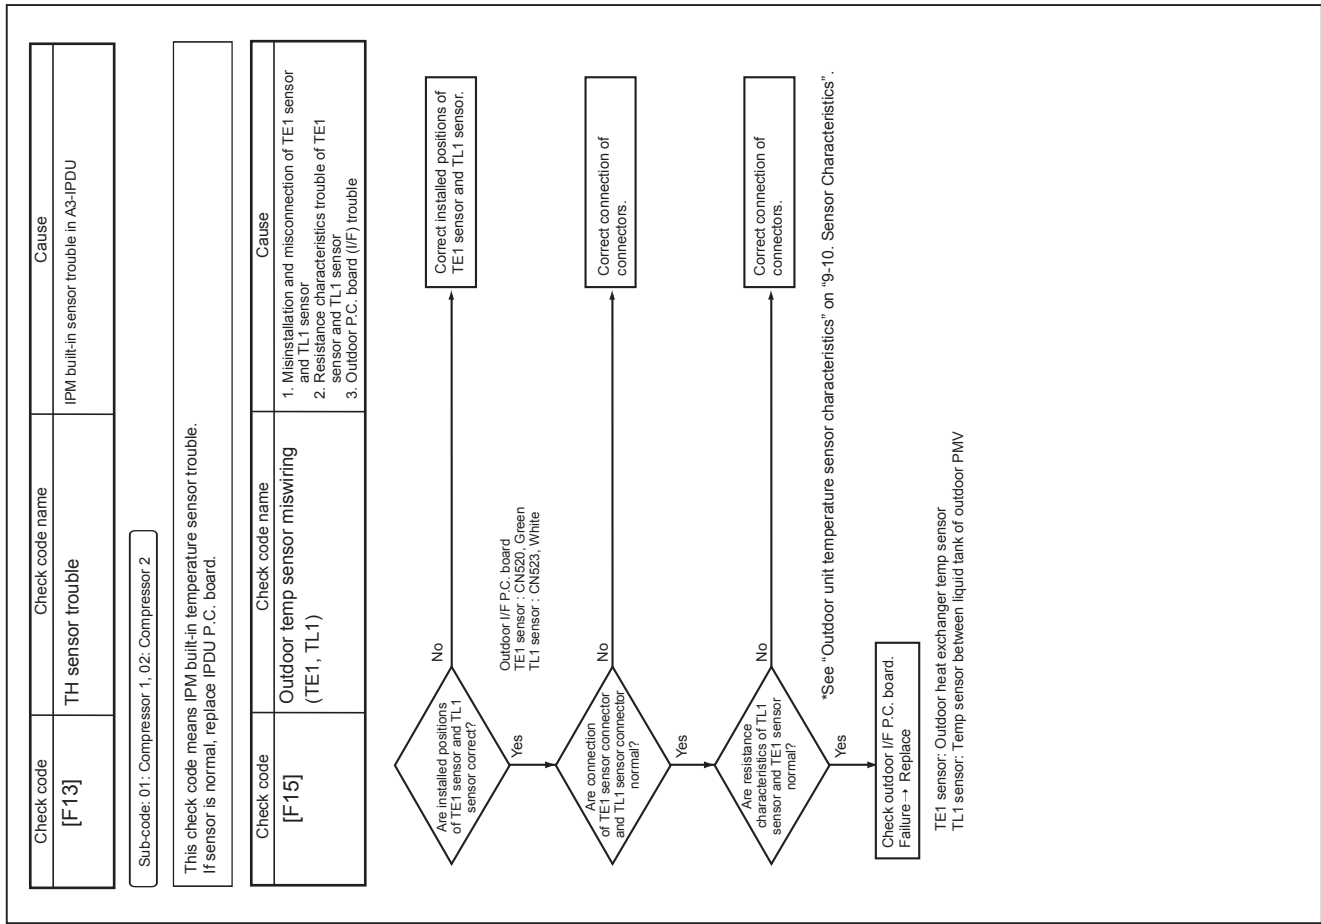 Check code
Check code name
Cause
[F13]
TH sensor trouble
IPM built-in sensor trouble in A3-IPDU
Sub-code: 01: Compressor 1, 02: Compressor 2
This check code means IPM built-in temperature sensor trouble.
If sensor is normal, replace IPDU P.C. board.
Check code
Check code name
Cause
[F15]
Outdoor temp sensor miswiring
(TE1, TL1)
1. Misinstallation and misconnection of TE1 sensor
and TL1 sensor
2. Resistance characteristics trouble of TE1
sensor and TL1 sensor
3. Outdoor P.C. board (I/F) trouble
Are installed positions
of TE1 sensor and TL1
sensor correct?
No
Correct installed positions of
TE1 sensor and TL1 sensor.
Yes
Outdoor I/F P.C. board
TE1 sensor : CN520, Green
TL1 sensor : CN523, White
Are connection
of TE1 sensor connector
and TL1 sensor connector
normal?
No
Correct connection of
connectors.
Yes
Are resistance
characteristics of TL1
sensor and TE1 sensor
normal?
No
Correct connection of
connectors.
Yes
*See “Outdoor unit temperature sensor characteristics” on “9-10. Sensor Characteristics”.
Check outdoor I/F P.C. board.
Failure→ Replace
TE1 sensor: Outdoor heat exchanger temp sensor
TL1 sensor: Temp sensor between liquid tank of outdoor PMV